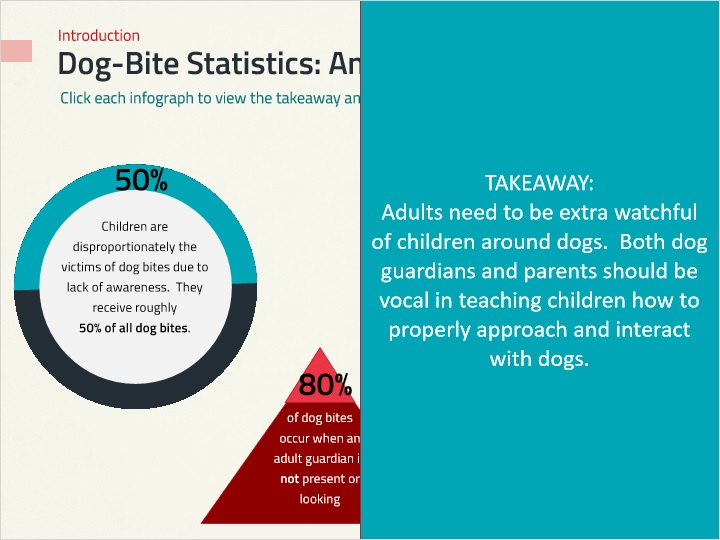 Introduction
Dog-Bite Statistics: An
Click each infograph to view the takeaway an
50%
Children are
disproportionately the
victims of dog bites due to
lack of awareness. They
receive roughly
50% of all dog bites.
80%
of dog bites
occur when an
adult guardian i
not present or
looking
TAKEAWAY:
Adults need to be extra watchful
of children around dogs. Both dog
guardians and parents should be
vocal in teaching children how to
properly approach and interact
with dogs.